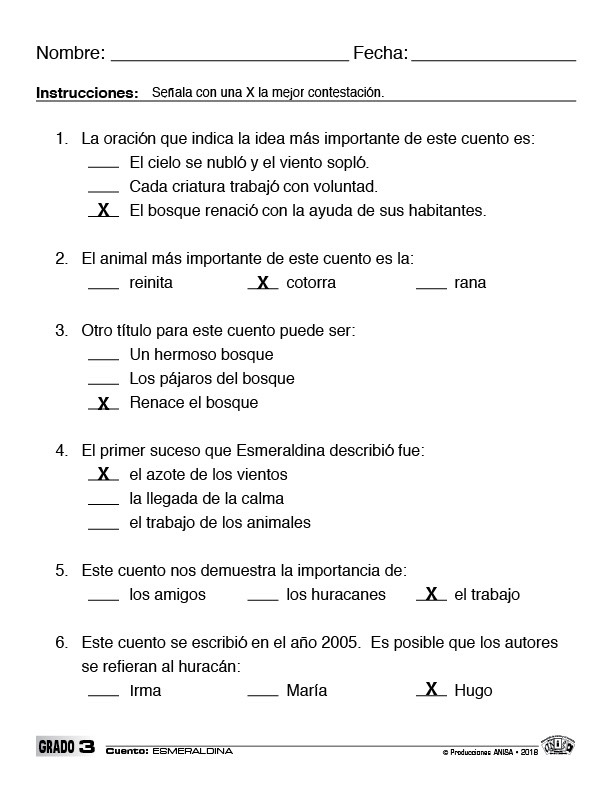 Nombre: ____________________ Fecha: ____________________
Instrucciones: Señala con una X la mejor contestación.
1. La oración que indica la idea más importante de este cuento es:
____ El cielo se nubló y el viento sopló.
____ Cada criatura trabajó con voluntad.
__X__ El bosque renació con la ayuda de sus habitantes.
2. El animal más importante de este cuento es la:
____ reinita __X__ cotorra ____ rana
3. Otro título para este cuento puede ser:
____ Un hermoso bosque
____ Los pájaros del bosque
__X__ Renace el bosque
4. El primer suceso que Esmeraldina describió fue:
__X__ el azote de los vientos
____ la llegada de la calma
____ el trabajo de los animales
5. Este cuento nos demuestra la importancia de:
____ los amigos ____ los huracanes __X__ el trabajo
6. Este cuento se escribió en el año 2005. Es posible que los autores
se refieran al huracán:
____ Irma ____ María __X__ Hugo
GRADO 3 Cuento: ESMERALDINA © Producciones ANISA • 2018